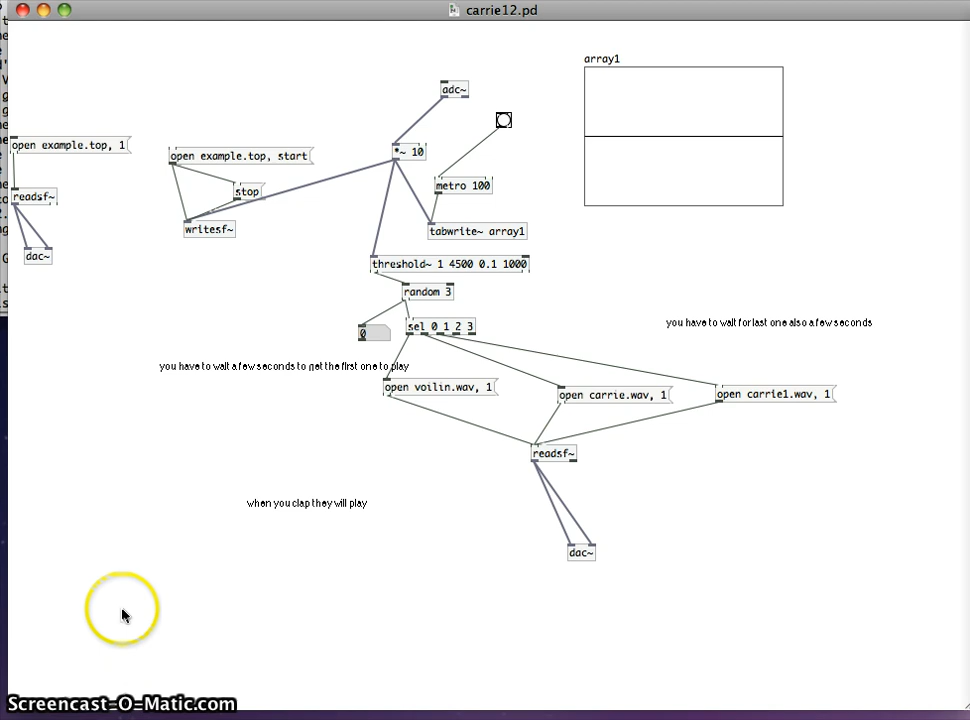 carrie12.pd
array1
adc~
open example.top, 1
*~ 10
open example.top, start
metro 100
stop
readsf~
writesf~
tabwrite~ array1
dac~
threshold~ 1 4500 0.1 1000
random 3
0
sel 0 1 2 3
you have to wait for last one also a few seconds
you have to wait a few seconds to get the first one to play
open voilin.wav, 1
open carrie.wav, 1
open carrie1.wav, 1
readsf~
when you clap they will play
dac~
Screencast-O-Matic.com